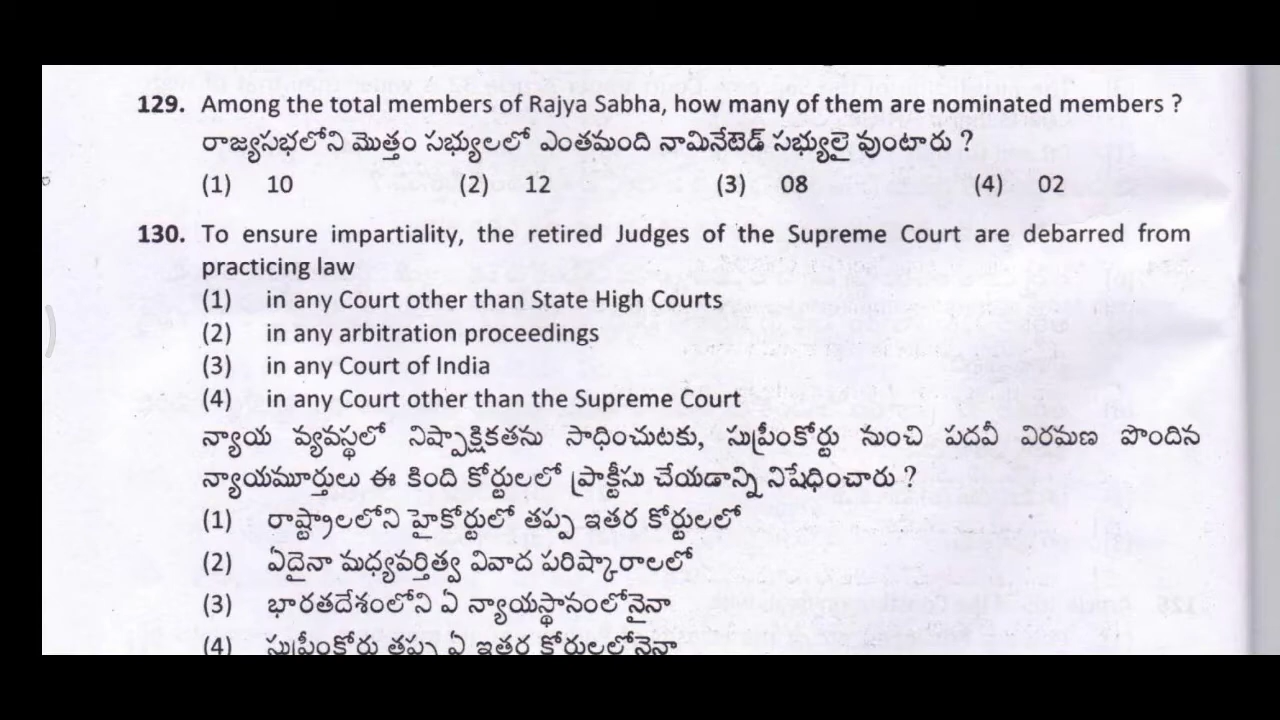 129. Among the total members of Rajya Sabha, how many of them are nominated members ?
రాజ్యసభలోని మొత్తం సభ్యులలో ఎంతమంది నామినేటెడ్ సభ్యులై వుంటారు ?
(1) 10 (2) 12 (3) 08 (4) 02
130. To ensure impartiality, the retired Judges of the Supreme Court are debarred from
practicing law
(1) in any Court other than State High Courts
(2) in any arbitration proceedings
(3) in any Court of India
(4) in any Court other than the Supreme Court
న్యాయ వ్యవస్థలో నిష్పాక్షికతను సాధించుటకు, సుప్రీంకోర్టు నుంచి పదవీ విరమణ పొందిన
న్యాయమూర్తులు ఈ కింది కోర్టులలో ప్రాక్టీసు చేయడాన్ని నిషేధించారు ?
(1) రాష్ట్రాలలోని హైకోర్టులో తప్ప ఇతర కోర్టులలో
(2) ఏదైనా మధ్యవర్తిత్వ వివాద పరిష్కారాలలో
(3) భారతదేశంలోని ఏ న్యాయస్థానంలోనైనా
(4) సుప్రీంకోర్టు తప్ప ఏ ఇతర కోర్టులలోనైనా